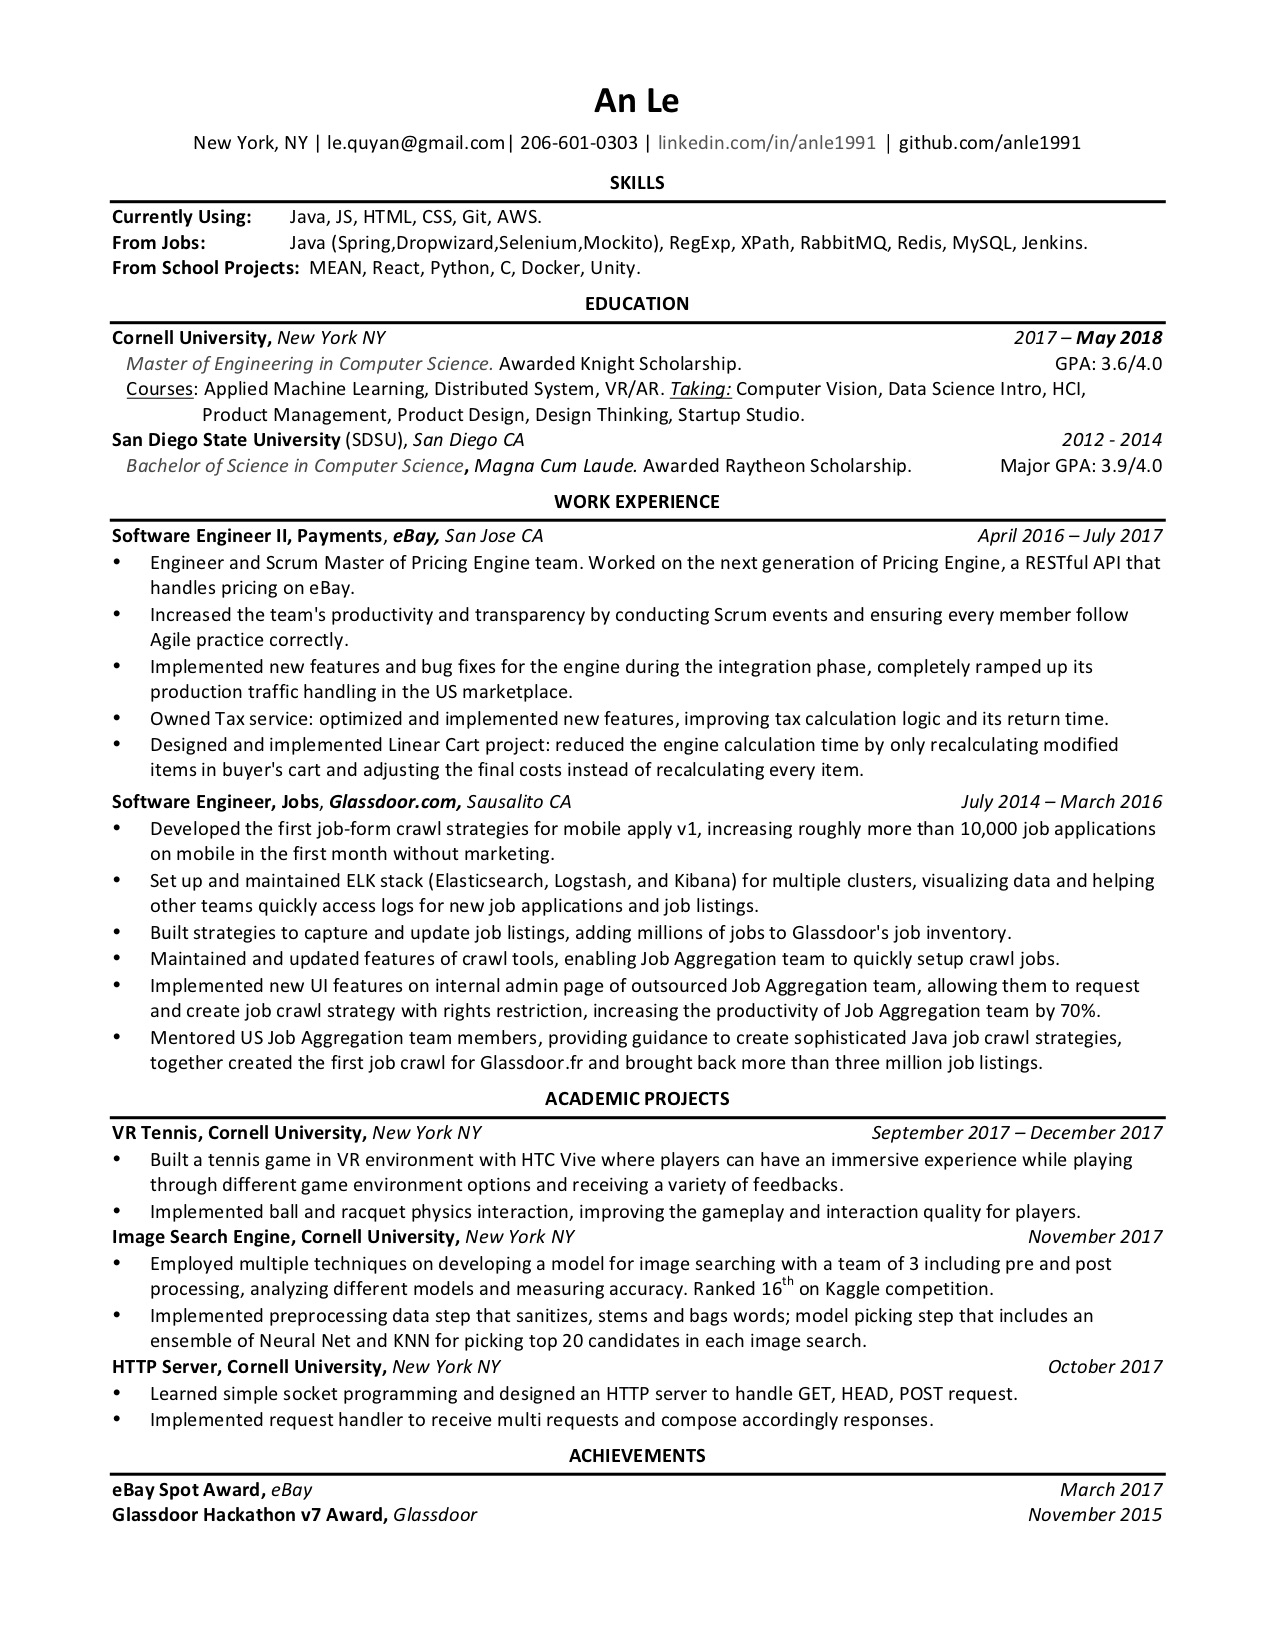 An Le
New York, NY | le.quyan@gmail.com| 206-601-0303 | linkedin.com/in/anle1991 | github.com/anle1991
SKILLS
Currently Using: Java, JS, HTML, CSS, Git, AWS.
From Jobs: Java (Spring,Dropwizard,Selenium,Mockito), RegExp, XPath, RabbitMQ, Redis, MySQL, Jenkins.
From School Projects: MEAN, React, Python, C, Docker, Unity.
EDUCATION
Cornell University, New York NY 2017 – May 2018
Master of Engineering in Computer Science. Awarded Knight Scholarship. GPA: 3.6/4.0
Courses: Applied Machine Learning, Distributed System, VR/AR. Taking: Computer Vision, Data Science Intro, HCI,
Product Management, Product Design, Design Thinking, Startup Studio.
San Diego State University (SDSU), San Diego CA 2012 - 2014
Bachelor of Science in Computer Science, Magna Cum Laude. Awarded Raytheon Scholarship. Major GPA: 3.9/4.0
WORK EXPERIENCE
Software Engineer II, Payments, eBay, San Jose CA April 2016 – July 2017
• Engineer and Scrum Master of Pricing Engine team. Worked on the next generation of Pricing Engine, a RESTful API that
handles pricing on eBay.
• Increased the team's productivity and transparency by conducting Scrum events and ensuring every member follow
Agile practice correctly.
• Implemented new features and bug fixes for the engine during the integration phase, completely ramped up its
production traffic handling in the US marketplace.
• Owned Tax service: optimized and implemented new features, improving tax calculation logic and its return time.
• Designed and implemented Linear Cart project: reduced the engine calculation time by only recalculating modified
items in buyer's cart and adjusting the final costs instead of recalculating every item.
Software Engineer, Jobs, Glassdoor.com, Sausalito CA July 2014 – March 2016
• Developed the first job-form crawl strategies for mobile apply v1, increasing roughly more than 10,000 job applications
on mobile in the first month without marketing.
• Set up and maintained ELK stack (Elasticsearch, Logstash, and Kibana) for multiple clusters, visualizing data and helping
other teams quickly access logs for new job applications and job listings.
• Built strategies to capture and update job listings, adding millions of jobs to Glassdoor's job inventory.
• Maintained and updated features of crawl tools, enabling Job Aggregation team to quickly setup crawl jobs.
• Implemented new UI features on internal admin page of outsourced Job Aggregation team, allowing them to request
and create job crawl strategy with rights restriction, increasing the productivity of Job Aggregation team by 70%.
• Mentored US Job Aggregation team members, providing guidance to create sophisticated Java job crawl strategies,
together created the first job crawl for Glassdoor.fr and brought back more than three million job listings.
ACADEMIC PROJECTS
VR Tennis, Cornell University, New York NY September 2017 – December 2017
• Built a tennis game in VR environment with HTC Vive where players can have an immersive experience while playing
through different game environment options and receiving a variety of feedbacks.
• Implemented ball and racquet physics interaction, improving the gameplay and interaction quality for players.
Image Search Engine, Cornell University, New York NY November 2017
• Employed multiple techniques on developing a model for image searching with a team of 3 including pre and post
processing, analyzing different models and measuring accuracy. Ranked 16th on Kaggle competition.
• Implemented preprocessing data step that sanitizes, stems and bags words; model picking step that includes an
ensemble of Neural Net and KNN for picking top 20 candidates in each image search.
HTTP Server, Cornell University, New York NY October 2017
• Learned simple socket programming and designed an HTTP server to handle GET, HEAD, POST request.
• Implemented request handler to receive multi requests and compose accordingly responses.
ACHIEVEMENTS
eBay Spot Award, eBay March 2017
Glassdoor Hackathon v7 Award, Glassdoor November 2015